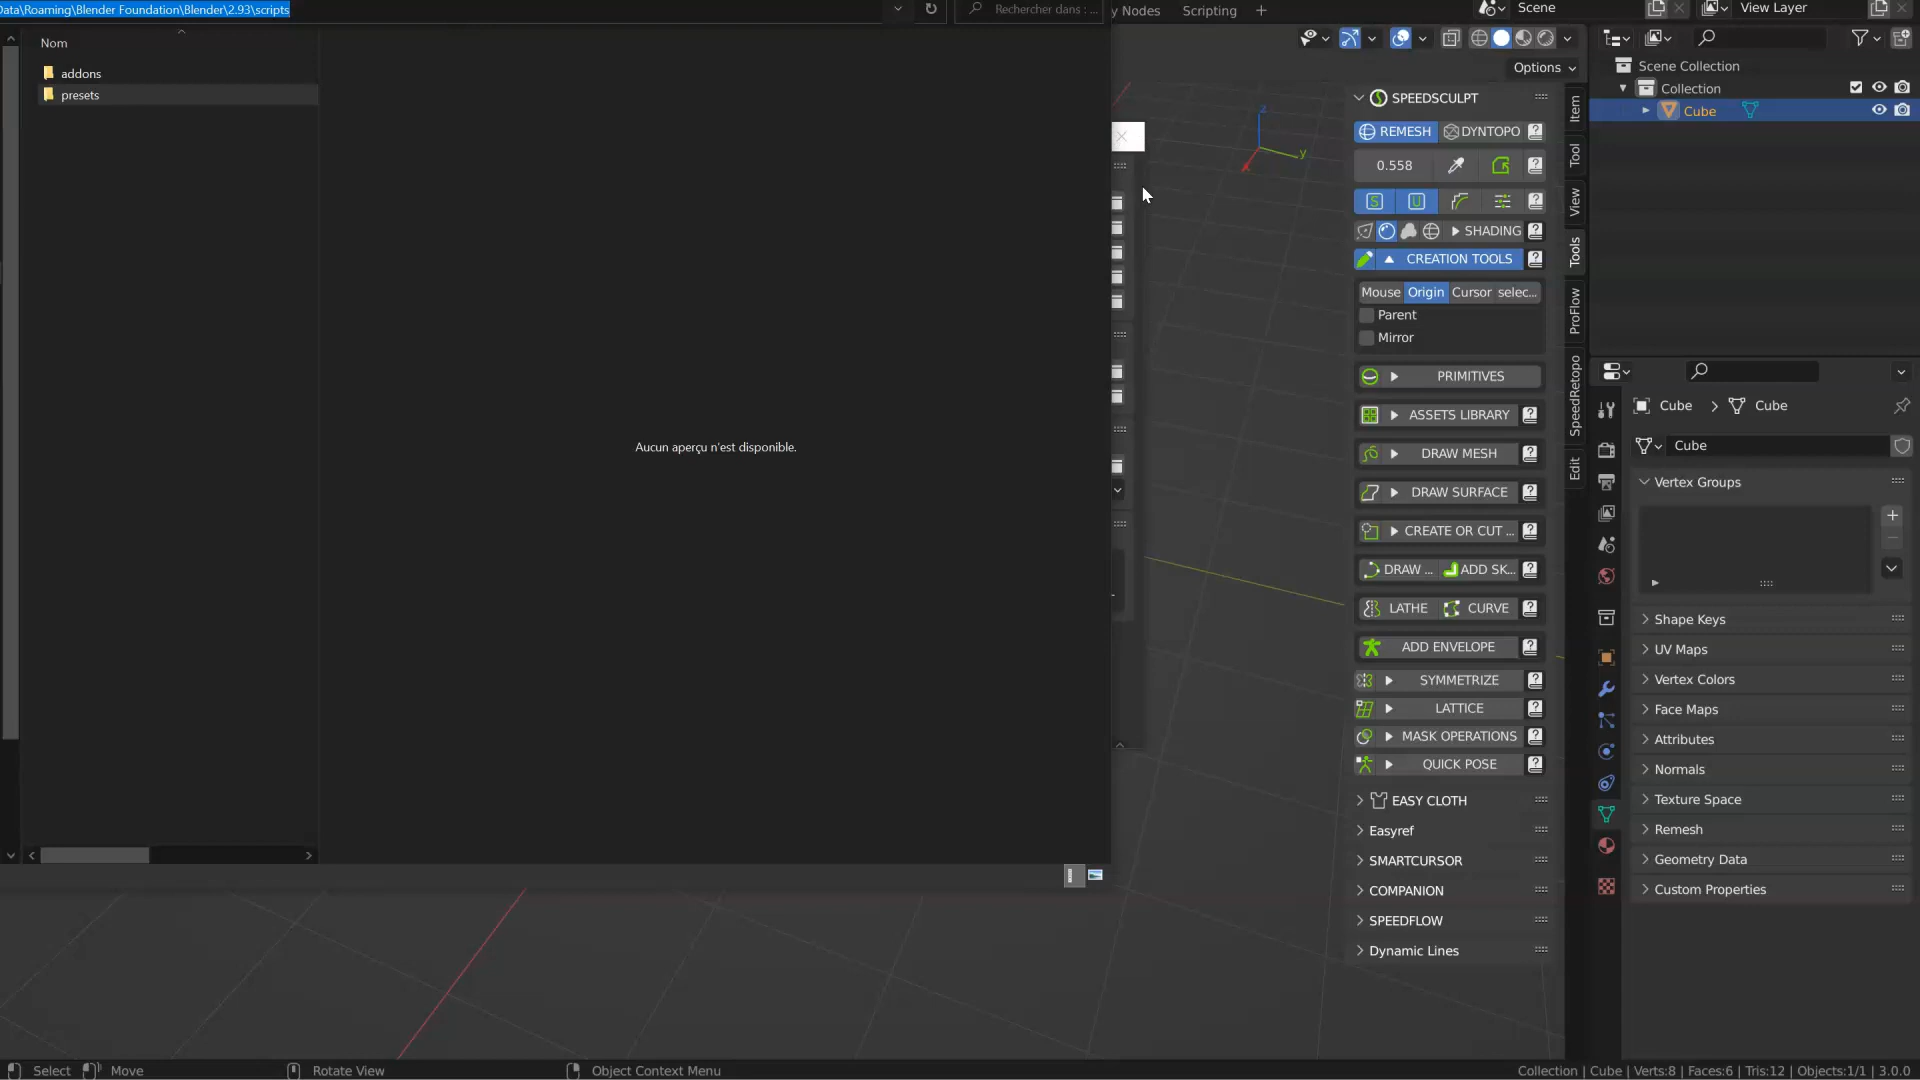 Data\Roaming\Blender Foundation\Blender\2.93\scripts
Rechercher dans : ...
Nom
addons
presets
Aucun aperçu n'est disponible.
y Nodes
Scripting
+
Scene
View Layer
Options
SPEEDSCULPT
REMESH
DYNTOPO
0.558
S
U
SHADING
CREATION TOOLS
Mouse
Origin
Cursor
selec...
Parent
Mirror
PRIMITIVES
ASSETS LIBRARY
DRAW MESH
DRAW SURFACE
CREATE OR CUT ...
DRAW ...
ADD SK...
LATHE
CURVE
ADD ENVELOPE
SYMMETRIZE
LATTICE
MASK OPERATIONS
QUICK POSE
EASY CLOTH
Easyref
SMARTCURSOR
COMPANION
SPEEDFLOW
Dynamic Lines
Z
y
X
Item
Tool
View
Tools
ProFlow
SpeedRetopo
Edit
Scene Collection
Collection
Cube
Cube
Cube
Cube
Vertex Groups
Shape Keys
UV Maps
Vertex Colors
Face Maps
Attributes
Normals
Texture Space
Remesh
Geometry Data
Custom Properties
Select
Move
Rotate View
Object Context Menu
Collection | Cube | Verts:8 | Faces:6 | Tris:12 | Objects:1/1 | 3.0.0